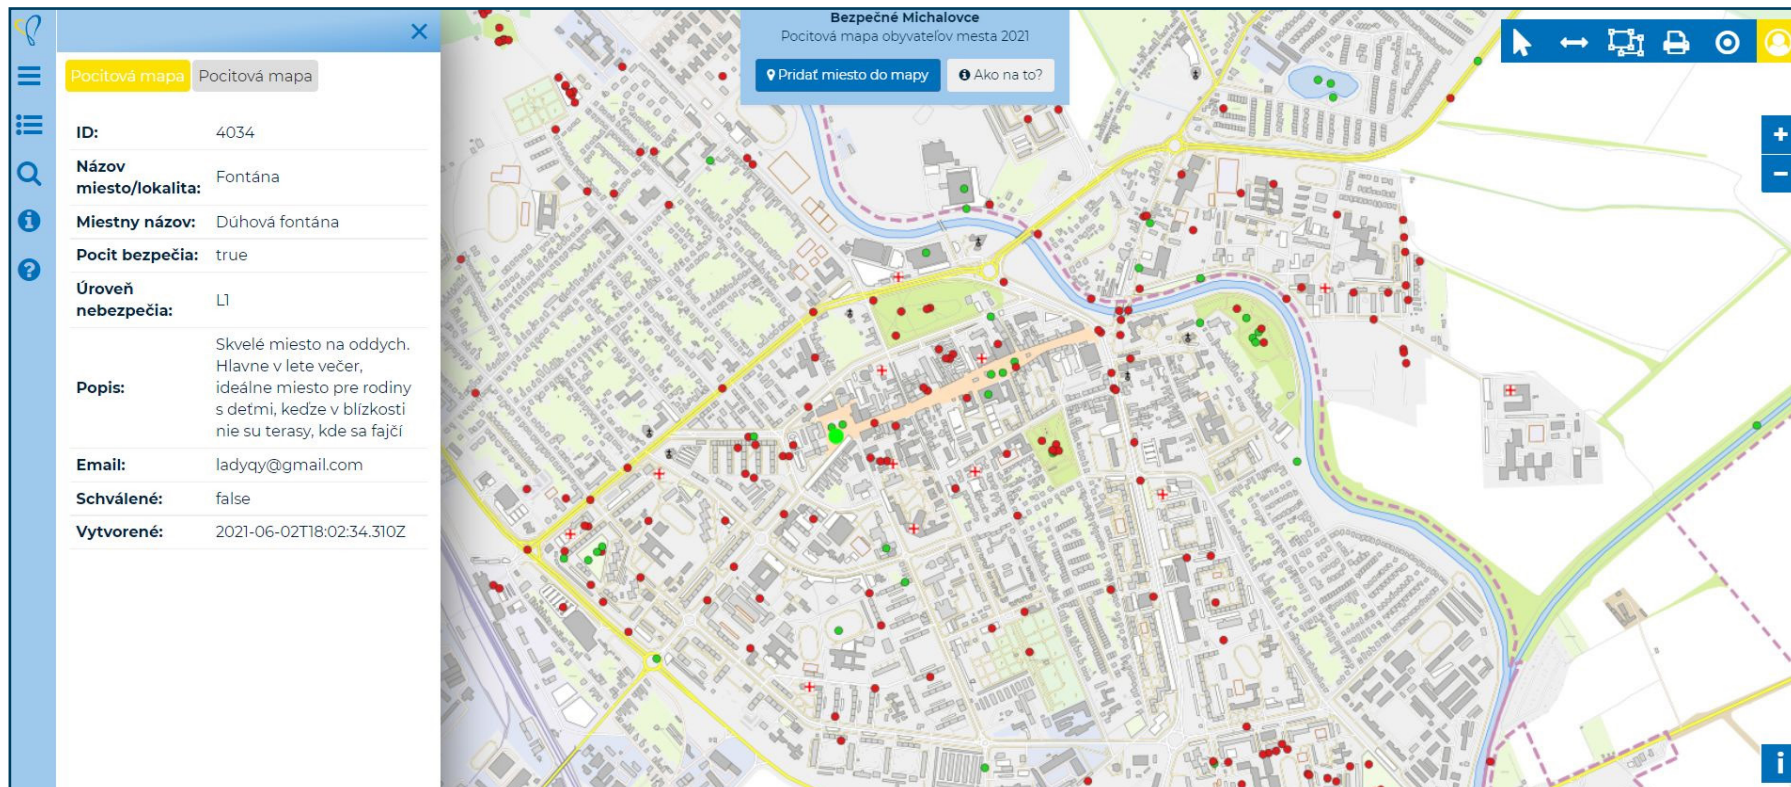 Bezpečné Michalovce
Pocitová mapa obyvateľov mesta 2021
Pridať miesto do mapy
Ako na to?
Pocitová mapa
Pocitová mapa
ID: 4034
Názov
miesto/lokalita: Fontána
Miestny názov: Dúhová fontána
Pocit bezpečia: true
Úroveň
nebezpečia: L1
Popis: Skvelé miesto na oddych.
Hlavne v lete večer,
ideálne miesto pre rodiny
s deťmi, keďze v blízkosti
nie su terasy, kde sa fajčí
Email: ladyqy@gmail.com
Schválené: false
Vytvorené: 2021-06-02T18:02:34.310Z